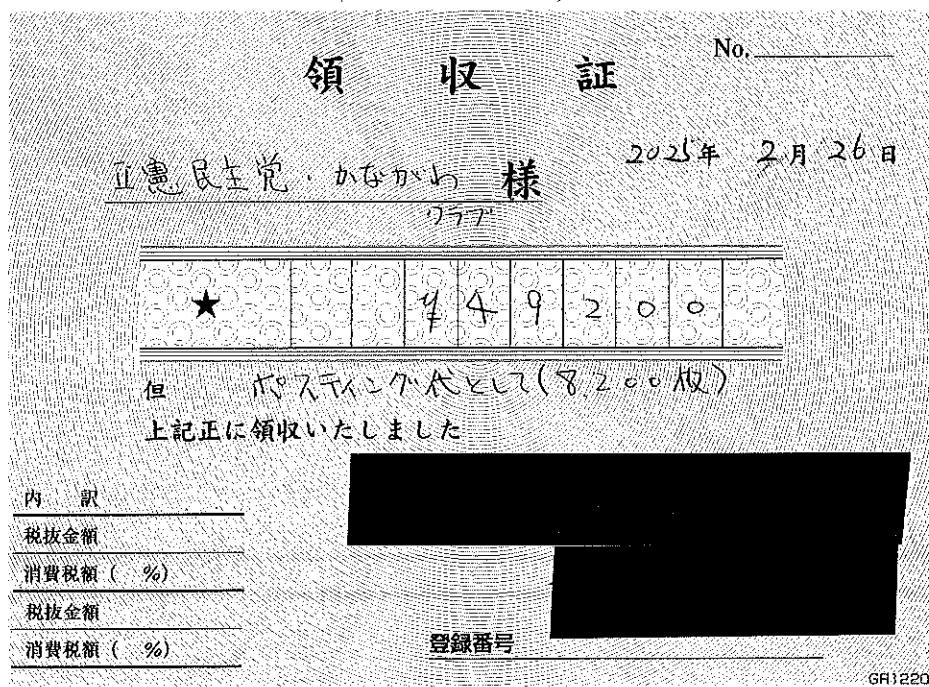 No.
領収証
2025年 2月 26日
立憲民主党・かながわ 様
クラブ
★ ¥49200
但 ポスティング代として(8,200枚)
上記正に領収いたしました
内訳
税抜金額
消費税額( %)
税抜金額
消費税額( %)
登録番号
GA1220